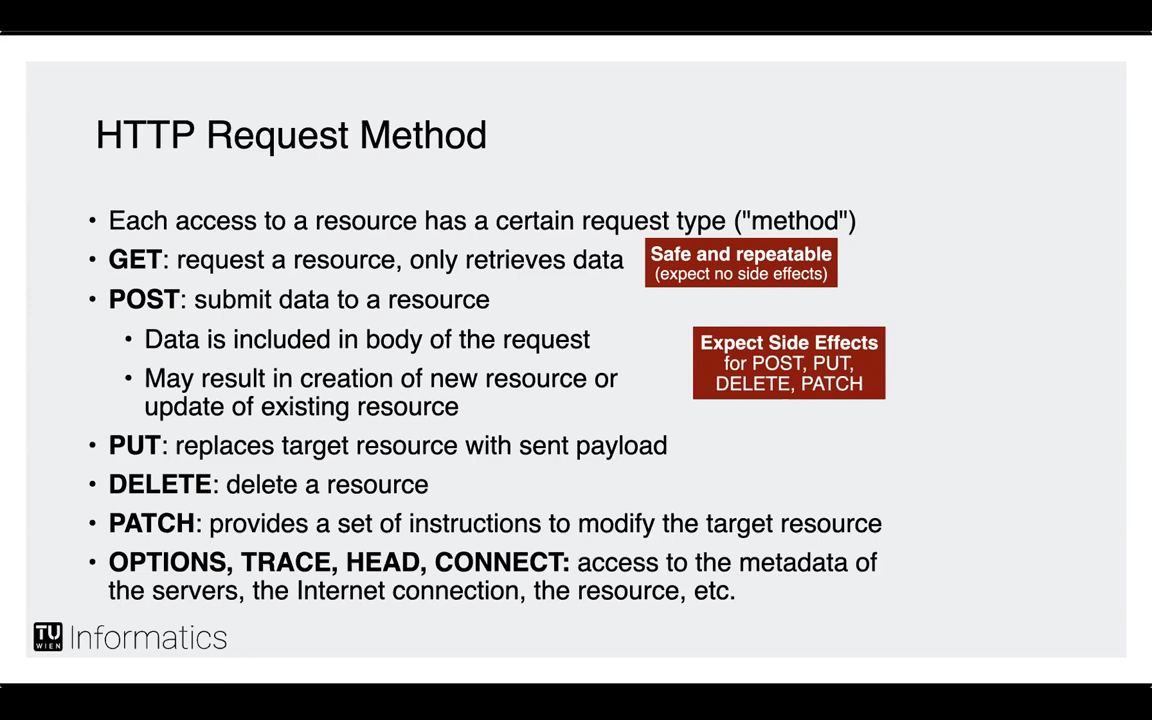 HTTP Request Method
• Each access to a resource has a certain request type ("method")
• GET: request a resource, only retrieves data
Safe and repeatable
(expect no side effects)
• POST: submit data to a resource
• Data is included in body of the request
• May result in creation of new resource or
update of existing resource
Expect Side Effects
for POST, PUT,
DELETE, PATCH
• PUT: replaces target resource with sent payload
• DELETE: delete a resource
• PATCH: provides a set of instructions to modify the target resource
• OPTIONS, TRACE, HEAD, CONNECT: access to the metadata of
the servers, the Internet connection, the resource, etc.
TU
WIEN
Informatics